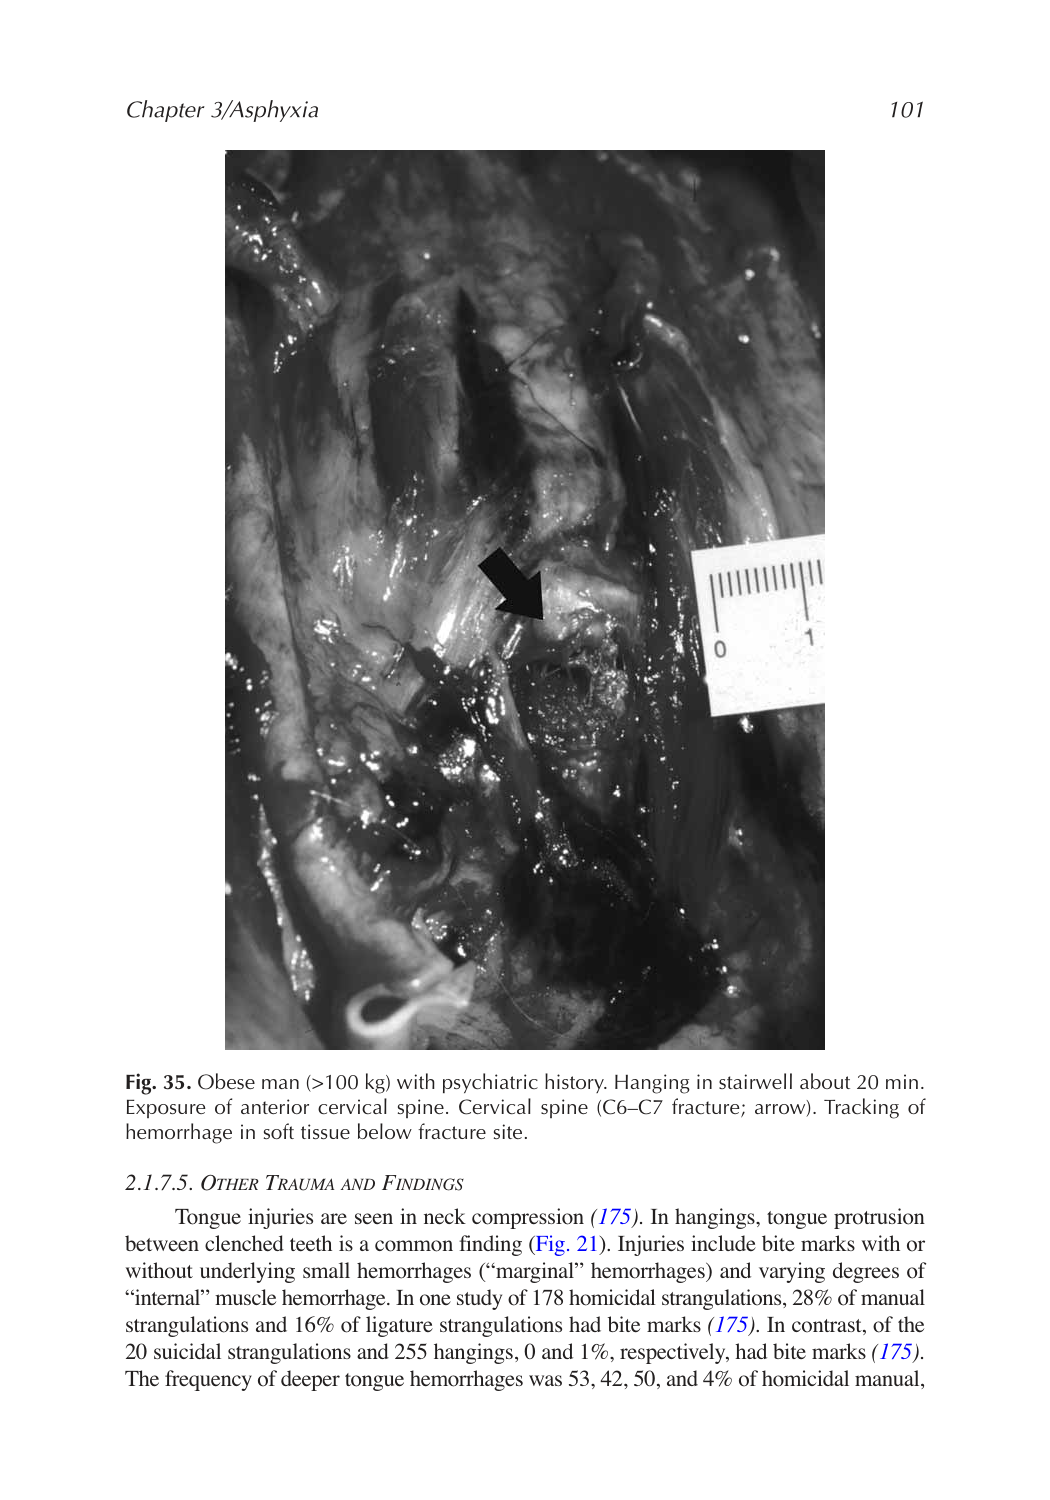 Chapter 3/Asphyxia 101
0 1
Fig. 35. Obese man (>100 kg) with psychiatric history. Hanging in stairwell about 20 min.
Exposure of anterior cervical spine. Cervical spine (C6–C7 fracture; arrow). Tracking of
hemorrhage in soft tissue below fracture site.
2.1.7.5. OTHER TRAUMA AND FINDINGS
Tongue injuries are seen in neck compression (175). In hangings, tongue protrusion
between clenched teeth is a common finding (Fig. 21). Injuries include bite marks with or
without underlying small hemorrhages (“marginal” hemorrhages) and varying degrees of
“internal” muscle hemorrhage. In one study of 178 homicidal strangulations, 28% of manual
strangulations and 16% of ligature strangulations had bite marks (175). In contrast, of the
20 suicidal strangulations and 255 hangings, 0 and 1%, respectively, had bite marks (175).
The frequency of deeper tongue hemorrhages was 53, 42, 50, and 4% of homicidal manual,